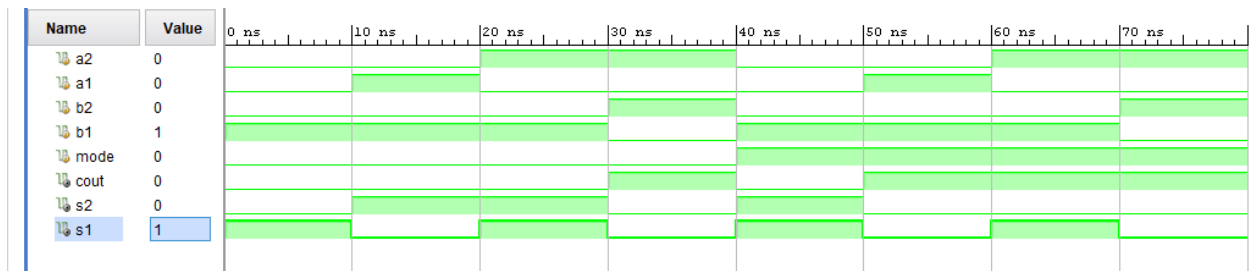 Name Value 0 ns 10 ns 20 ns 30 ns 40 ns 50 ns 60 ns 70 ns
a2 0
a1 0
b2 0
b1 1
mode 0
cout 0
s2 0
s1 1